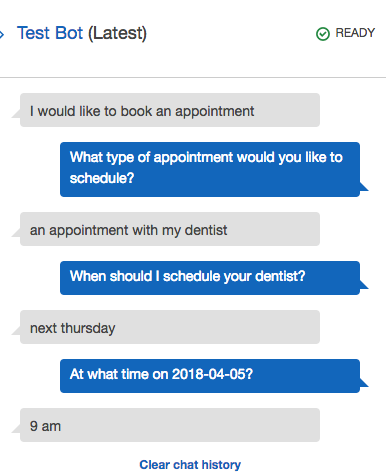 Test Bot (Latest)
READY
I would like to book an appointment
What type of appointment would you like to
schedule?
an appointment with my dentist
When should I schedule your dentist?
next thursday
At what time on 2018-04-05?
9 am
Clear chat history